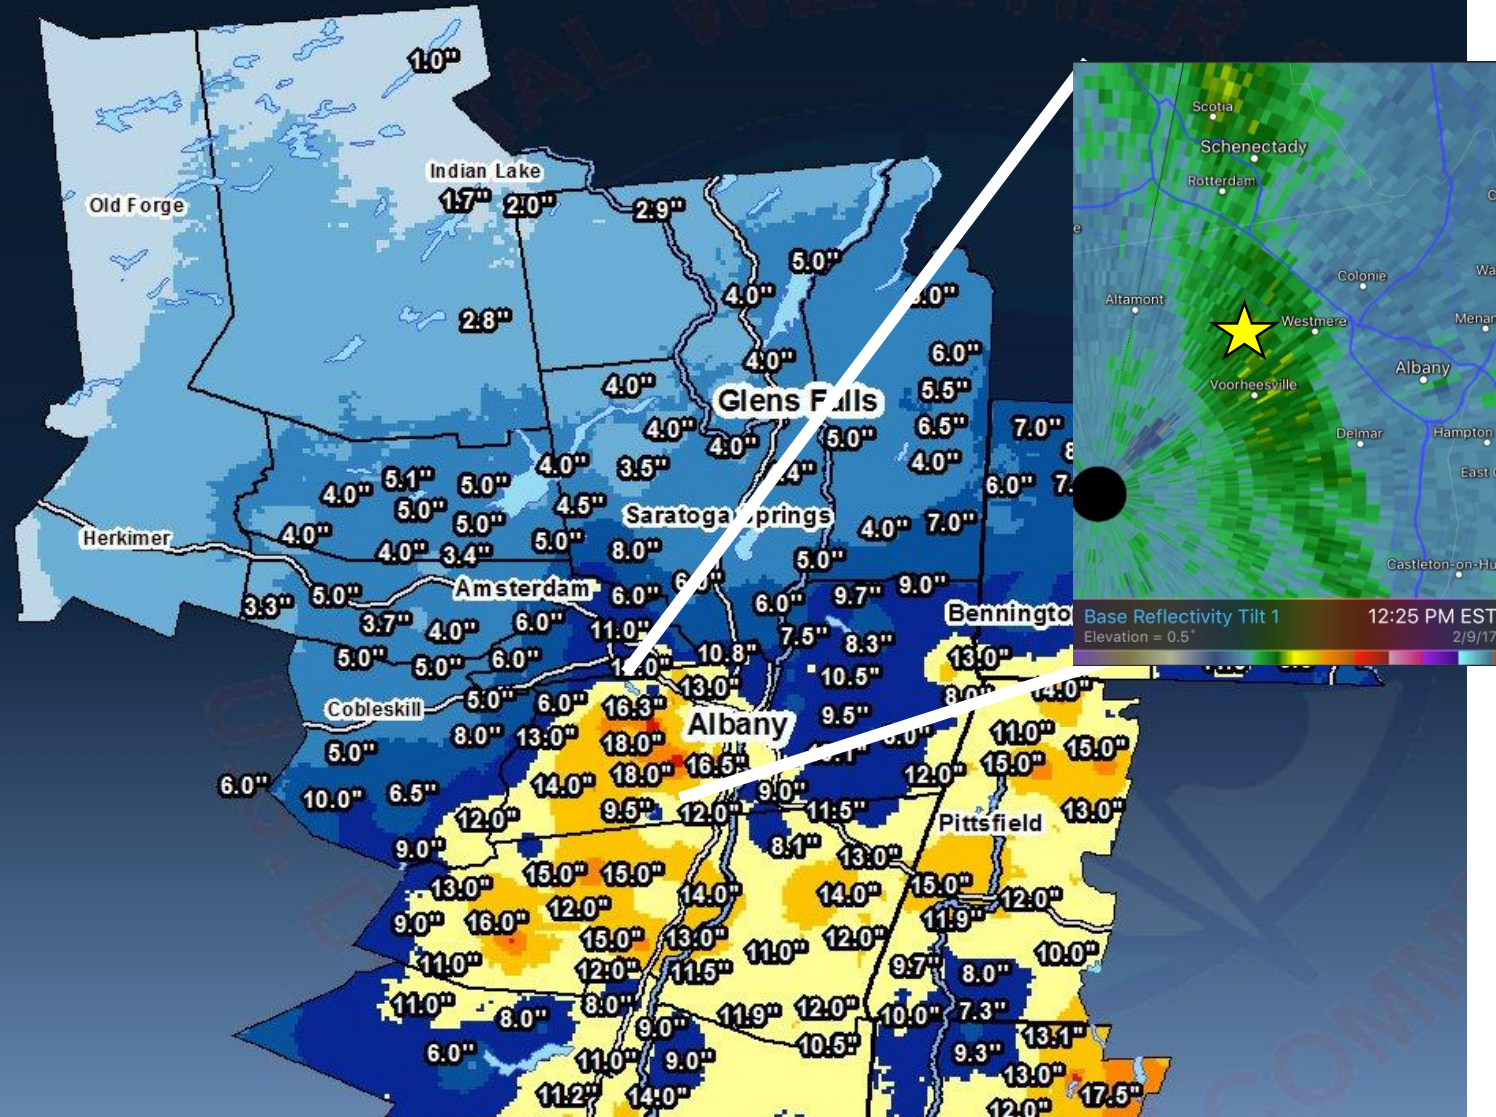 1.0"
Indian Lake
1.7" 2.0" 2.9"
Old Forge
5.0"
4.0"
2.8"
4.0" 6.0"
4.0"
5.5"
Glens Falls
4.0" 6.5" 7.0"
4.0" 5.0"
4.0" 3.5" 4.0"
5.1" 5.0" 6.0"
4.0" 4.5"
5.0" 5.0"
Saratoga Springs
4.0" 7.0"
Herkimer
4.0" 5.0" 8.0"
4.0" 3.4" 5.0"
Amsterdam
5.0" 6.0" 9.7" 9.0"
3.3" 6.0"
Bennington
3.7" 4.0" 6.0" 11.0" 7.5" 8.3"
5.0" 5.0" 6.0" 10.8" 13.0"
10.5"
13.0" 8.0" 14.0"
Cobleskill
5.0" 6.0" 16.3" 9.5"
Albany
8.0" 13.0" 18.0" 11.0" 15.0"
5.0"
18.0" 16.5" 12.0" 15.0"
6.0" 10.0" 6.5" 14.0" 9.0"
12.0" 9.5" 12.0" 11.5" 13.0"
Pittsfield
9.0" 8.1" 13.0"
13.0" 15.0" 15.0" 14.0" 14.0" 15.0" 12.0"
9.0" 16.0" 12.0" 11.9"
15.0" 13.0" 11.0" 12.0"
11.0" 12.0" 11.5" 9.7" 8.0" 10.0"
11.0" 8.0" 8.0" 11.9" 12.0" 10.0" 7.3"
9.0" 13.1"
6.0" 11.0" 9.0" 10.5" 9.3"
13.0"
11.2" 14.0" 17.5"
12.0"
Scotia
Schenectady
Rotterdam
Colonie
Altamont
Westmere
Albany
Voorheesville
Delmar
Hampton
East
Castleton-on-Hu
Base Reflectivity Tilt 1 12:25 PM EST
Elevation = 0.5° 2/9/17